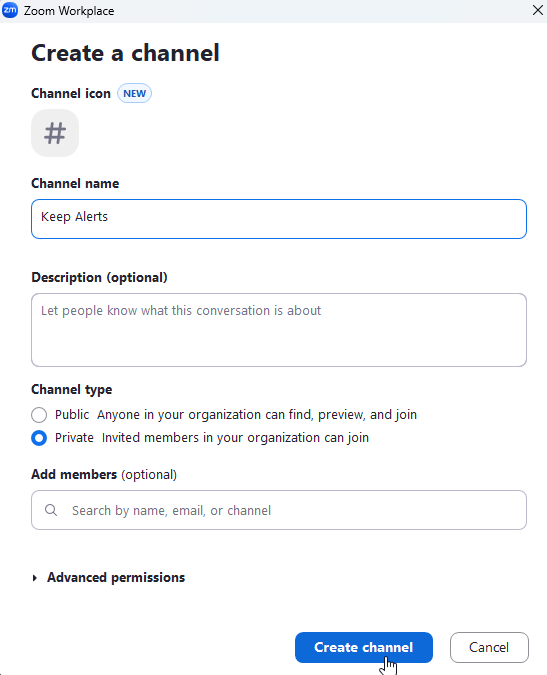 zm Zoom Workplace
Create a channel
Channel icon NEW
#
Channel name
Keep Alerts
Description (optional)
Let people know what this conversation is about
Channel type
Public Anyone in your organization can find, preview, and join
Private Invited members in your organization can join
Add members (optional)
Search by name, email, or channel
Advanced permissions
Create channel Cancel